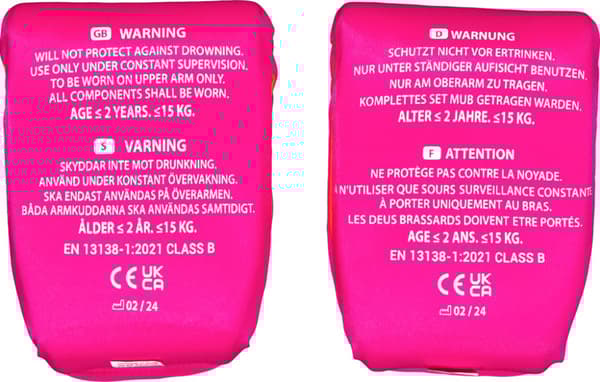 GB WARNING
WILL NOT PROTECT AGAINST DROWNING.
USE ONLY UNDER CONSTANT SUPERVISION.
TO BE WORN ON UPPER ARM ONLY.
ALL COMPONENTS SHALL BE WORN.
AGE ≤ 2 YEARS. ≤15 KG.
S VARNING
SKYDDAR INTE MOT DRUNKNING.
ANVÄND UNDER KONSTANT ÖVERVAKNING.
SKA ENDAST ANVÄNDAS PÅ ÖVERARMEN.
BÅDA ARMKUDDARNA SKA ANVÄNDAS SAMTIDIGT.
ÅLDER ≤ 2 ÅR. ≤15 KG.
EN 13138-1:2021 CLASS B
CE UK CA
02 / 24
D WARNUNG
SCHUTZT NICHT VOR ERTRINKEN.
NUR UNTER STÄNDIGER AUFISICHT BENUTZEN.
NUR AM OBERARM ZU TRAGEN.
KOMPLETTES SET MUB GETRAGEN WARDEN.
ALTER ≤ 2 JAHRE. ≤15 KG.
F ATTENTION
NE PROTÈGE PAS CONTRE LA NOYADE.
N'UTILISER QUE SOURS SURVEILLANCE CONSTANTE
À PORTER UNIQUEMENT AU BRAS.
LES DEUX BRASSARDS DOIVENT ETRE PORTÉS.
AGE ≤ 2 ANS. ≤15 KG.
EN 13138-1:2021 CLASS B
CE UK CA
02 / 24